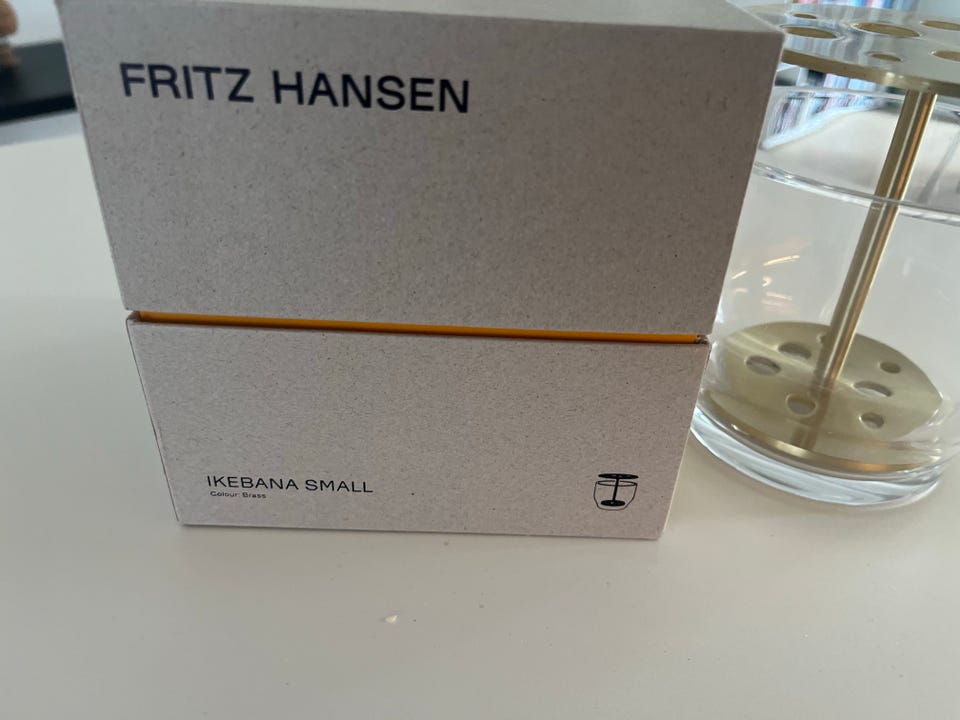 FRITZ HANSEN
IKEBANA SMALL
Colour: Brass